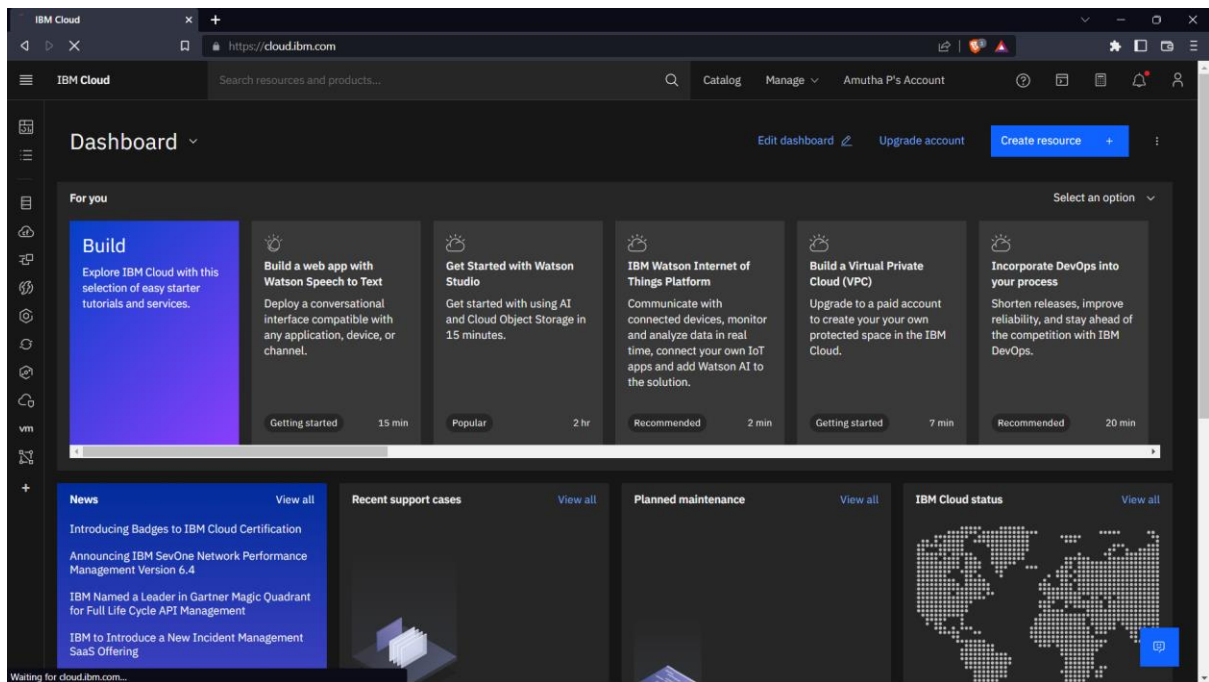 IBM Cloud
https://cloud.ibm.com
IBM Cloud
Search resources and products...
Catalog
Manage
Amutha P's Account
Dashboard
Edit dashboard
Upgrade account
Create resource +
For you
Select an option
Build
Explore IBM Cloud with this
selection of easy starter
tutorials and services.
Build a web app with
Watson Speech to Text
Deploy a conversational
interface compatible with
any application, device, or
channel.
Getting started
15 min
Get Started with Watson
Studio
Get started with using AI
and Cloud Object Storage in
15 minutes.
Popular
2 hr
IBM Watson Internet of
Things Platform
Communicate with
connected devices, monitor
and analyze data in real
time, connect your own IoT
apps and add Watson AI to
the solution.
Recommended
2 min
Build a Virtual Private
Cloud (VPC)
Upgrade to a paid account
to create your your own
protected space in the IBM
Cloud.
Getting started
7 min
Incorporate DevOps into
your process
Shorten releases, improve
reliability, and stay ahead of
the competition with IBM
DevOps.
Recommended
20 min
vm
News
View all
Introducing Badges to IBM Cloud Certification
Announcing IBM SevOne Network Performance
Management Version 6.4
IBM Named a Leader in Gartner Magic Quadrant
for Full Life Cycle API Management
IBM to Introduce a New Incident Management
SaaS Offering
Recent support cases
View all
Planned maintenance
View all
IBM Cloud status
View all
Waiting for cloud.ibm.com...